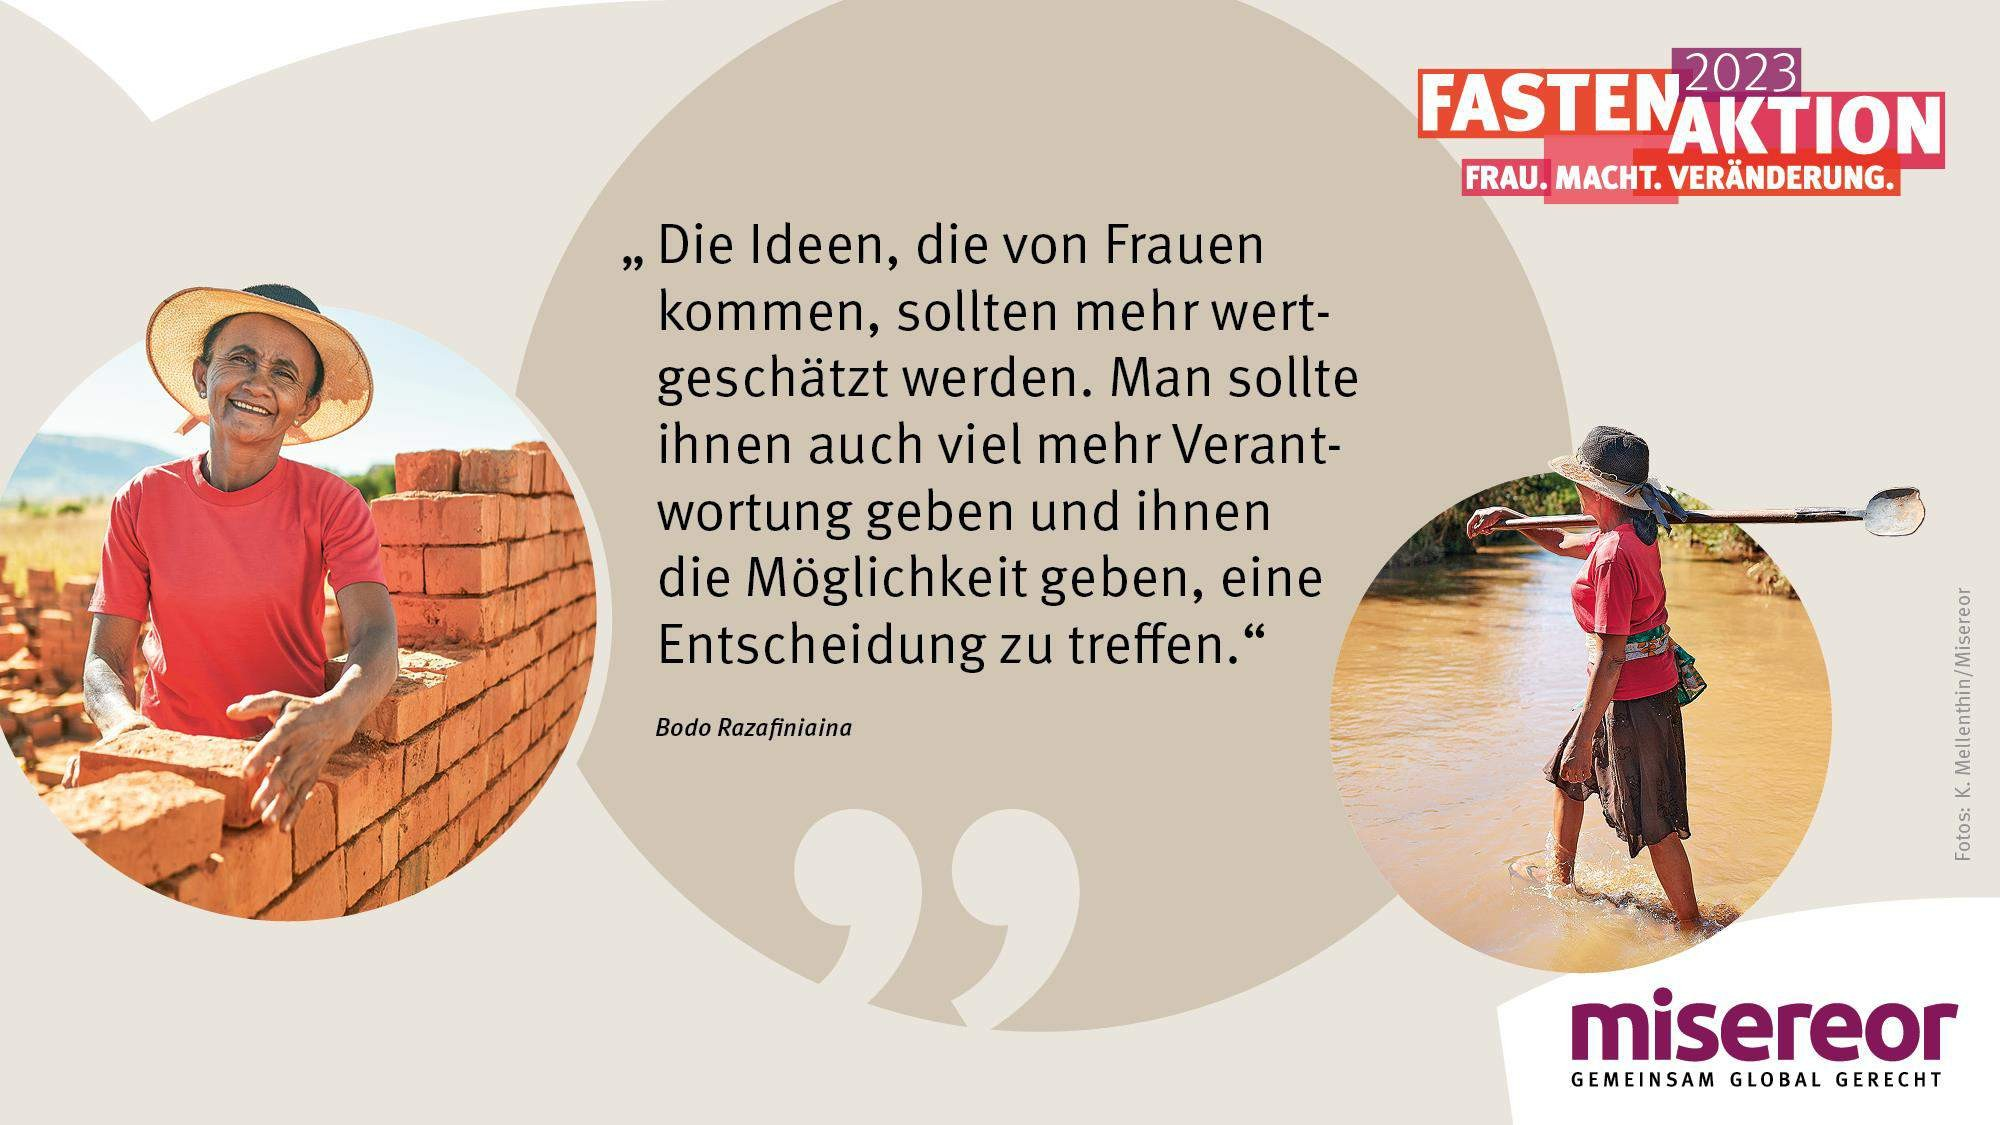 FASTEN 2023
AKTION
FRAU. MACHT. VERÄNDERUNG.
„Die Ideen, die von Frauen
kommen, sollten mehr wert-
geschätzt werden. Man sollte
ihnen auch viel mehr Verant-
wortung geben und ihnen
die Möglichkeit geben, eine
Entscheidung zu treffen.“
Bodo Razafiniaina
Fotos: K. Mellenthin/Misereor
misereor
GEMEINSAM GLOBAL GERECHT